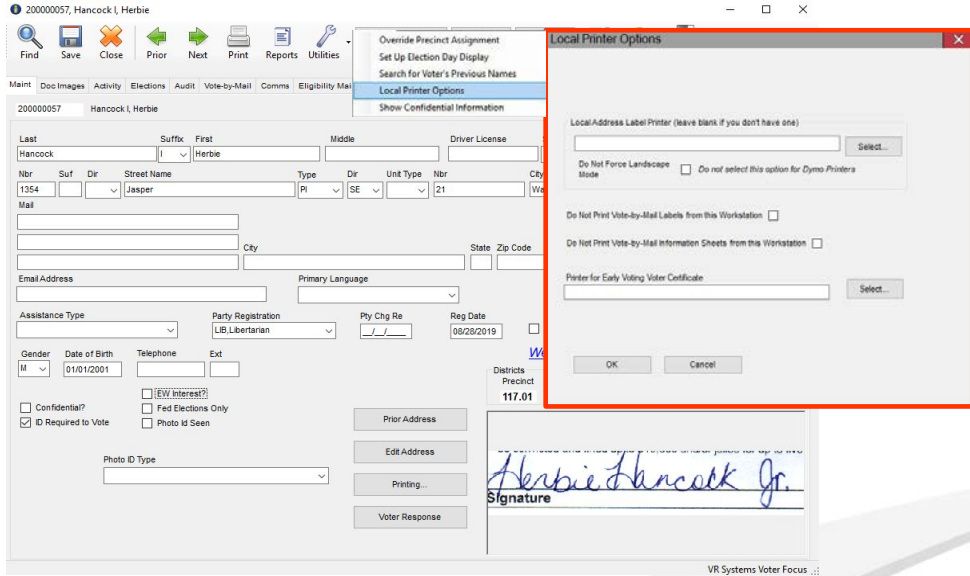 200000057, Hancock I, Herbie
Find Save Close Prior Next Print Reports Utilities
Override Precinct Assignment
Set Up Election Day Display
Search for Voter's Previous Names
Local Printer Options
Show Confidential Information
Maint Doc Images Activity Elections Audit Vote-by-Mail Comms Eligibility Mai
200000057 Hancock I, Herbie
Last Suffix First Middle Driver License
Hancock I Herbie
Nbr Suf Dir Street Name Type Dir Unit Type Nbr City
1354 Jasper Pl SE 21 Wa
Mail
City State Zip Code
Email Address Primary Language
Assistance Type Party Registration Pty Chg Re Reg Date
LIB,Libertarian __/__/____ 08/28/2019
Gender Date of Birth Telephone Ext
M 01/01/2001
We
Districts
Precinct
117.01
EW Interest?
Confidential? Fed Elections Only
ID Required to Vote Photo Id Seen
Photo ID Type
Prior Address
Edit Address
Printing...
Voter Response
Herbie Hancock Jr.
Signature
VR Systems Voter Focus
Local Printer Options
Local Address Label Printer (leave blank if you don't have one)
Select...
Do Not Force Landscape Mode Do not select this option for Dymo Printers
Do Not Print Vote-by-Mail Labels from this Workstation
Do Not Print Vote-by-Mail Information Sheets from this Workstation
Printer for Early Voting Voter Certificate
Select...
OK Cancel